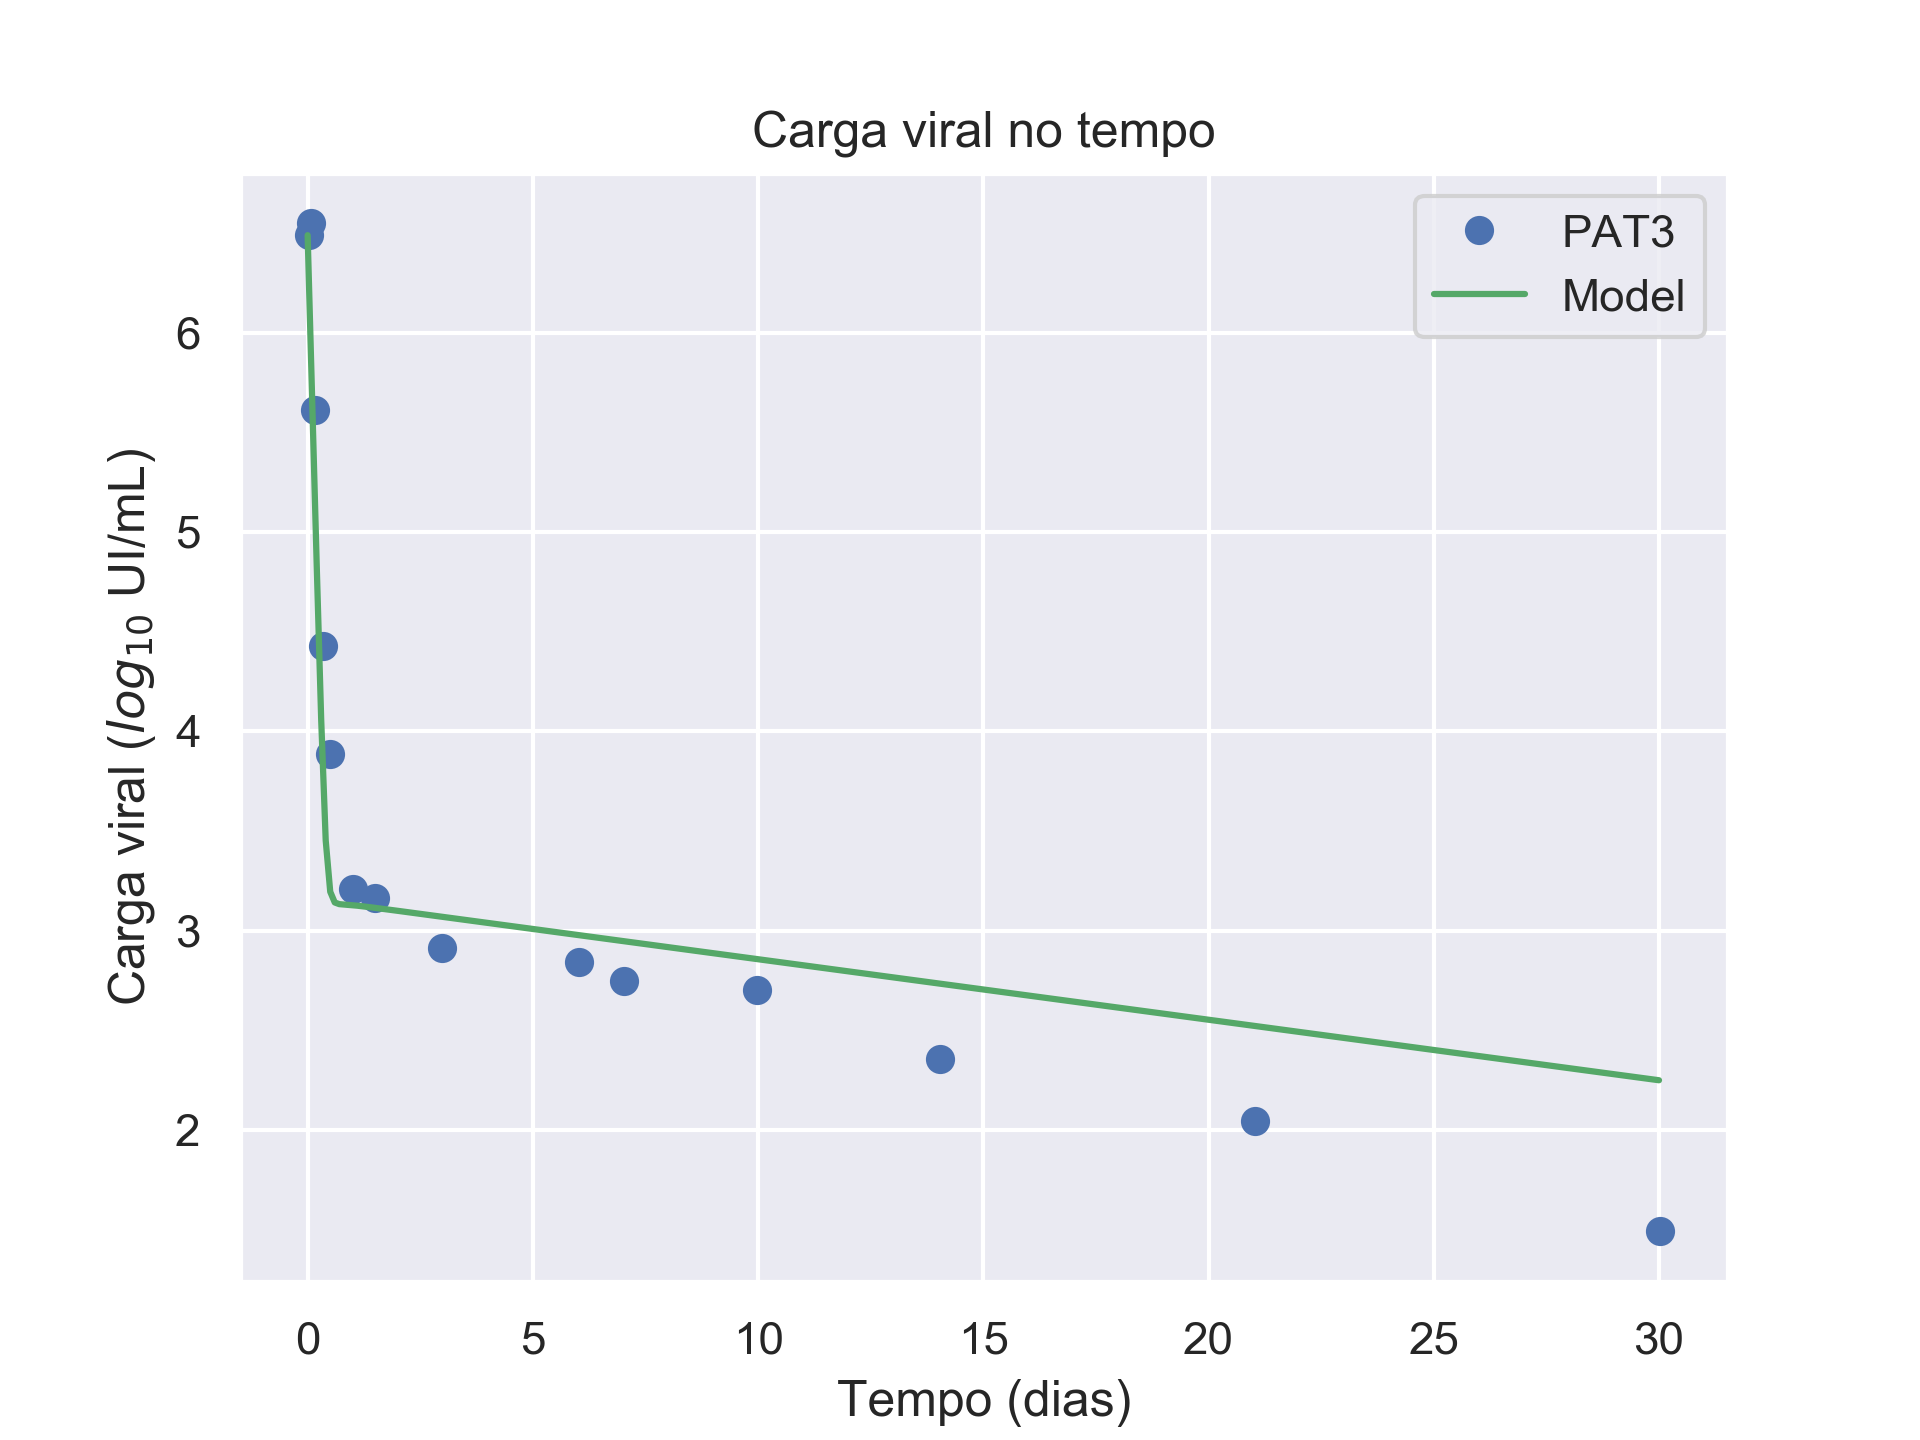 Carga viral no tempo
PAT3
Model
Carga viral (log₁₀ UI/mL)
6
5
4
3
2
0 5 10 15 20 25 30
Tempo (dias)